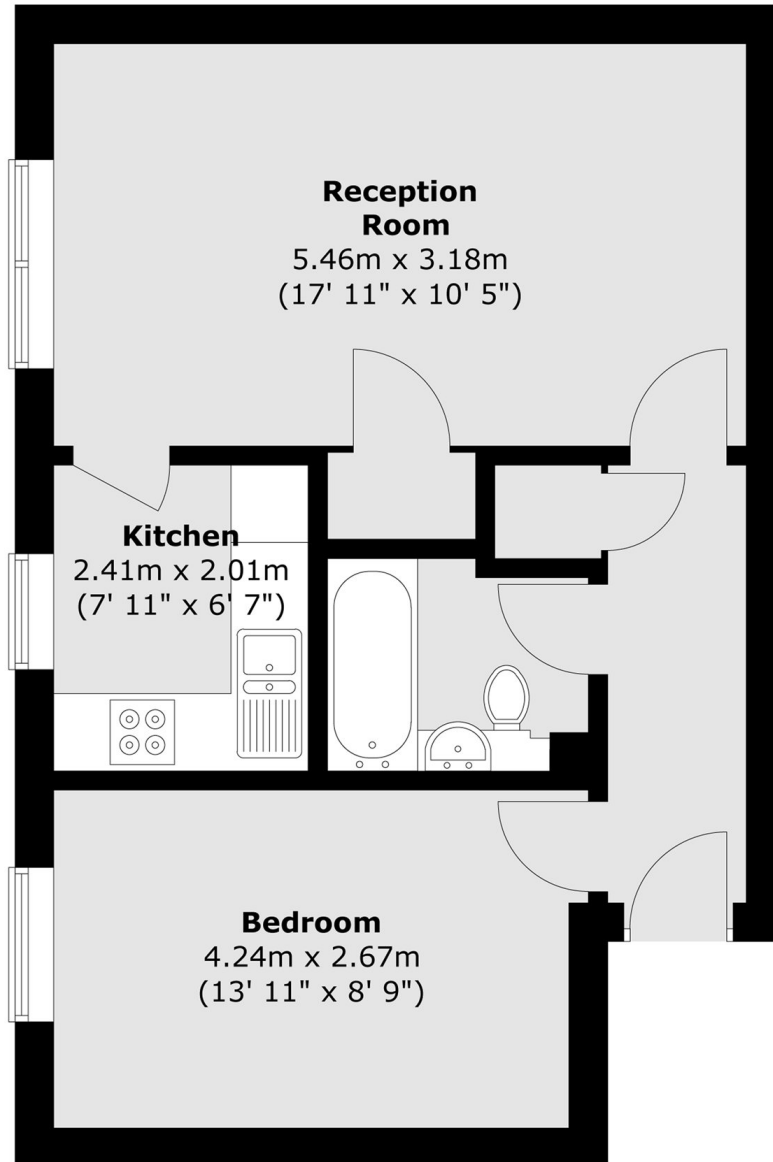 Reception
Room
5.46m x 3.18m
(17' 11" x 10' 5")
Kitchen
2.41m x 2.01m
(7' 11" x 6' 7")
Bedroom
4.24m x 2.67m
(13' 11" x 8' 9")